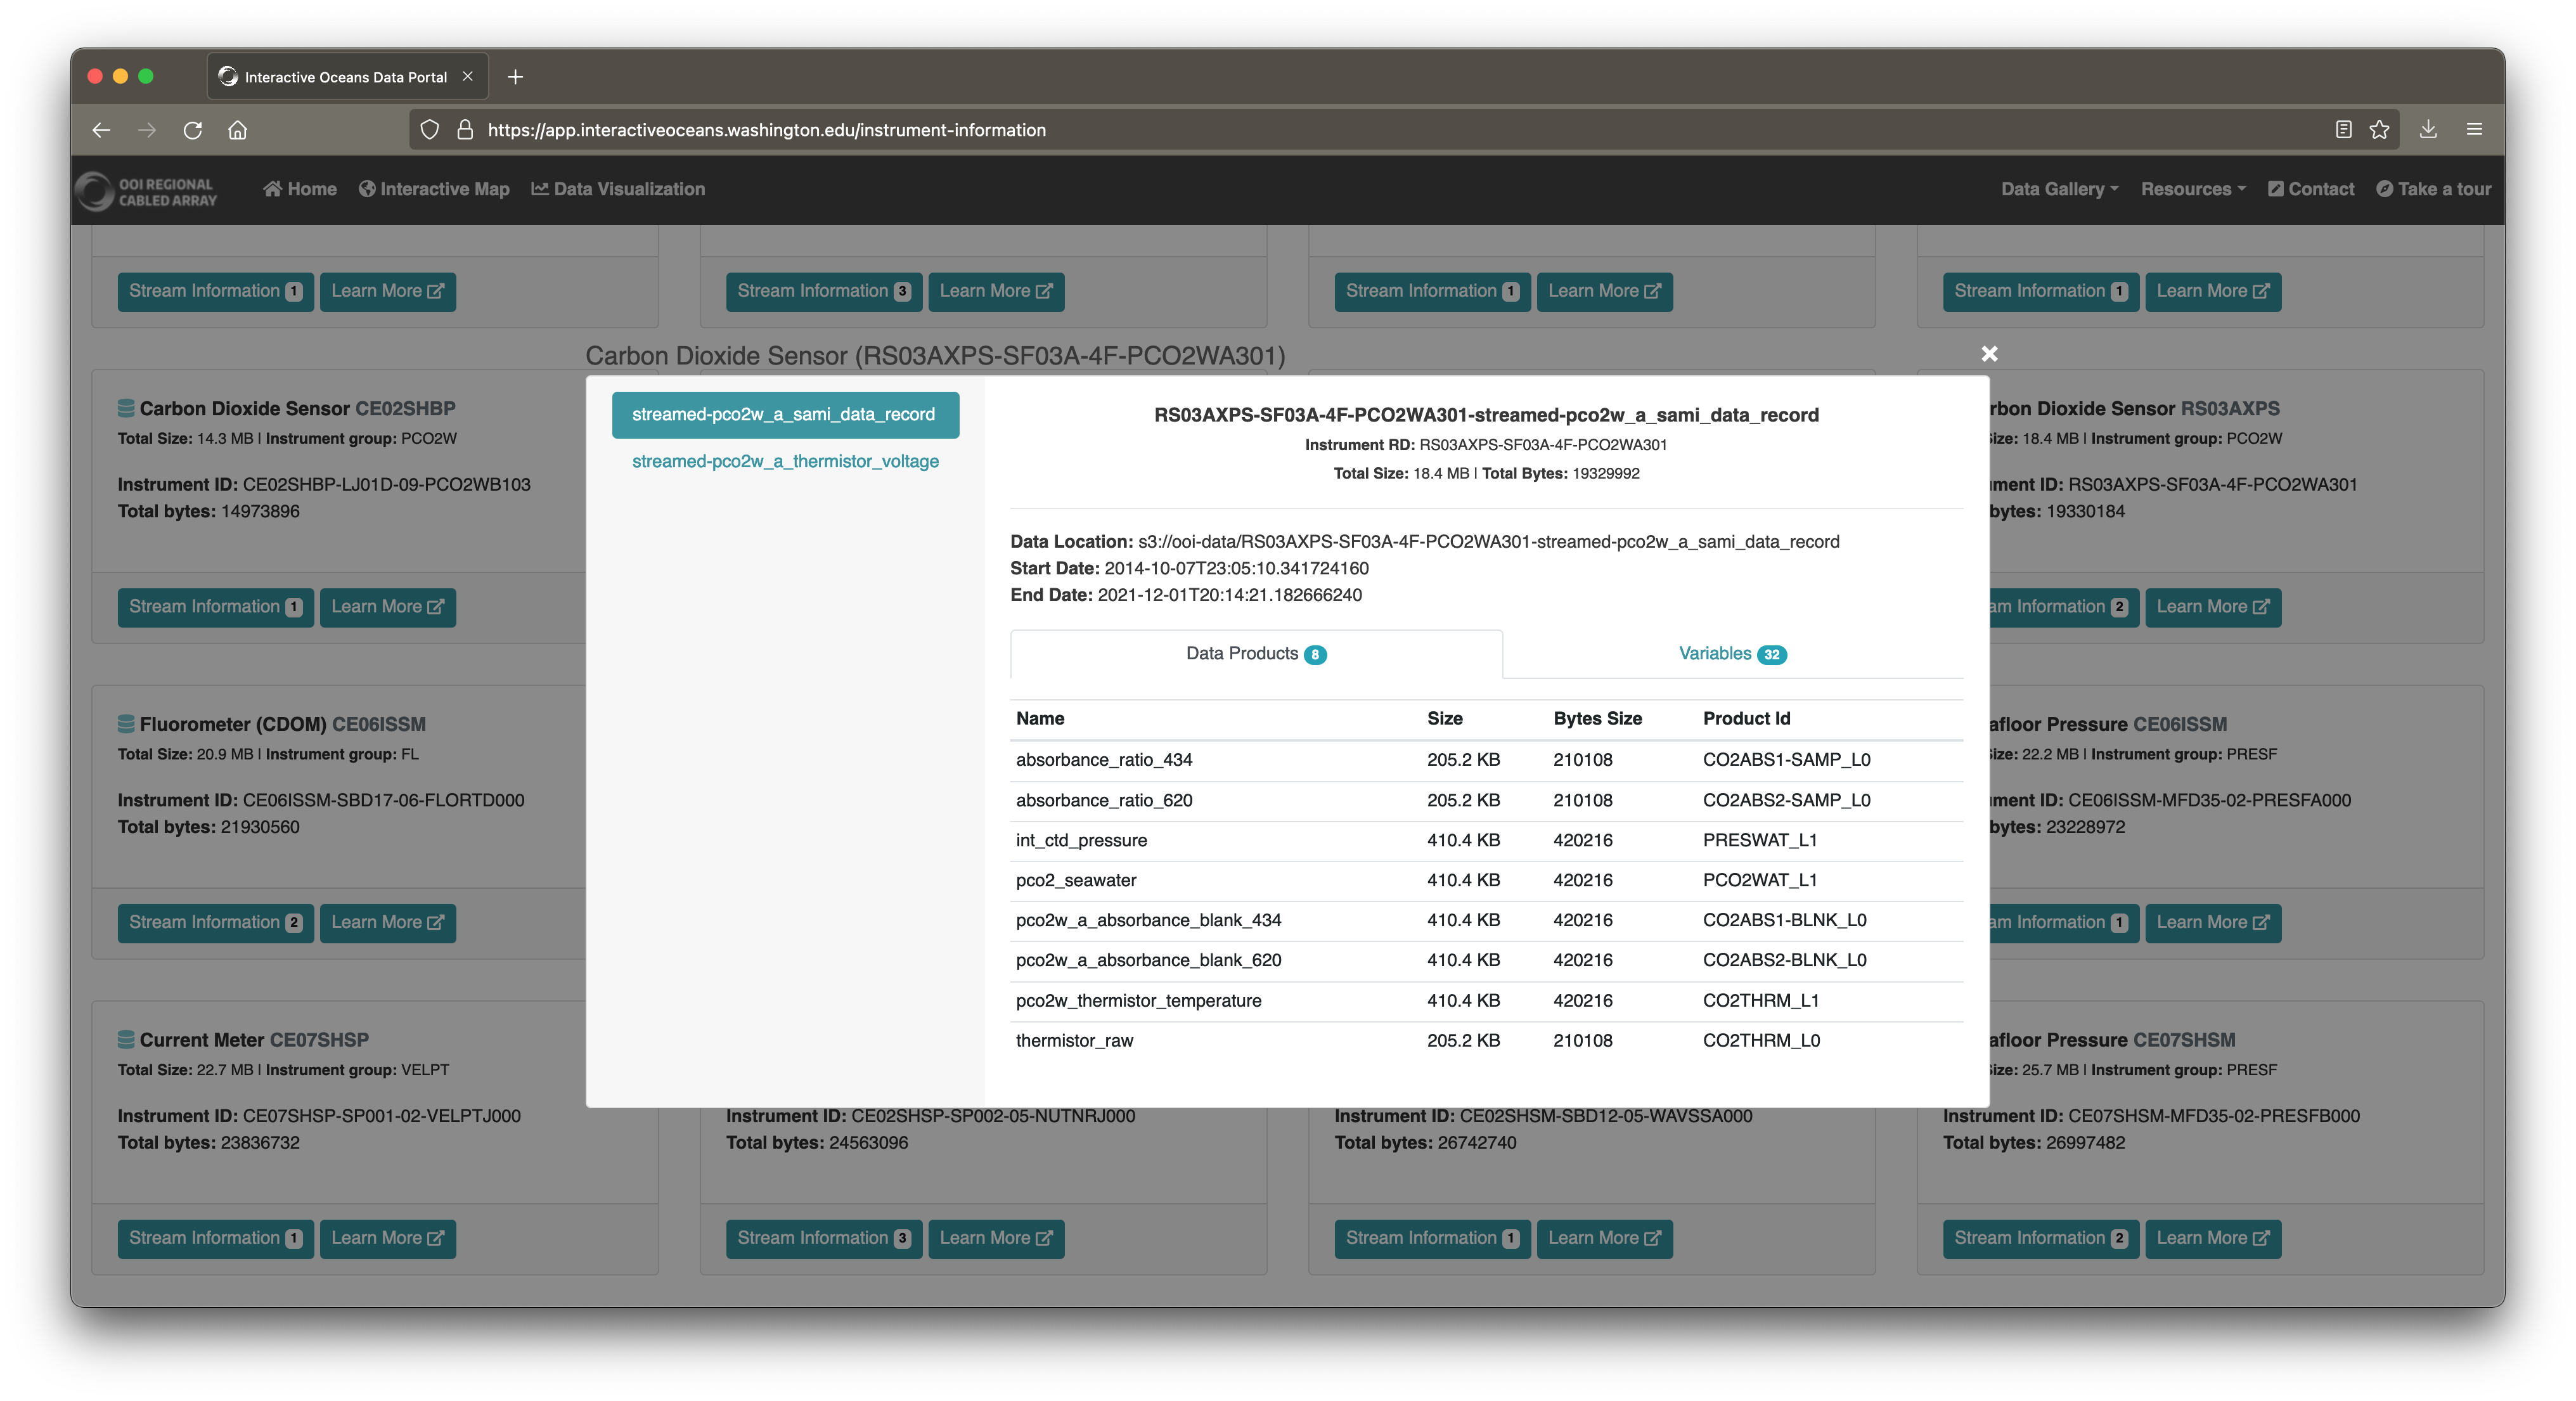 Interactive Oceans Data Portal
https://app.interactiveoceans.washington.edu/instrument-information
OOI REGIONAL
CABLED ARRAY
Home Interactive Map Data Visualization
Data Gallery Resources Contact Take a tour
Stream Information 1 Learn More
Stream Information 3 Learn More
Stream Information 1 Learn More
Stream Information 1 Learn More
Carbon Dioxide Sensor (RS03AXPS-SF03A-4F-PCO2WA301)
Carbon Dioxide Sensor CE02SHBP
Total Size: 14.3 MB | Instrument group: PCO2W
Instrument ID: CE02SHBP-LJ01D-09-PCO2WB103
Total bytes: 14973896
Stream Information 1 Learn More
streamed-pco2w_a_sami_data_record
streamed-pco2w_a_thermistor_voltage
RS03AXPS-SF03A-4F-PCO2WA301-streamed-pco2w_a_sami_data_record
Instrument RD: RS03AXPS-SF03A-4F-PCO2WA301
Total Size: 18.4 MB | Total Bytes: 19329992
Data Location: s3://ooi-data/RS03AXPS-SF03A-4F-PCO2WA301-streamed-pco2w_a_sami_data_record
Start Date: 2014-10-07T23:05:10.341724160
End Date: 2021-12-01T20:14:21.182666240
Data Products 8
Variables 32
Name Size Bytes Size Product Id
absorbance_ratio_434 205.2 KB 210108 CO2ABS1-SAMP_L0
absorbance_ratio_620 205.2 KB 210108 CO2ABS2-SAMP_L0
int_ctd_pressure 410.4 KB 420216 PRESWAT_L1
pco2_seawater 410.4 KB 420216 PCO2WAT_L1
pco2w_a_absorbance_blank_434 410.4 KB 420216 CO2ABS1-BLNK_L0
pco2w_a_absorbance_blank_620 410.4 KB 420216 CO2ABS2-BLNK_L0
pco2w_thermistor_temperature 410.4 KB 420216 CO2THRM_L1
thermistor_raw 205.2 KB 210108 CO2THRM_L0
rbon Dioxide Sensor RS03AXPS
ize: 18.4 MB | Instrument group: PCO2W
ment ID: RS03AXPS-SF03A-4F-PCO2WA301
bytes: 19330184
am Information 2 Learn More
Fluorometer (CDOM) CE06ISSM
Total Size: 20.9 MB | Instrument group: FL
Instrument ID: CE06ISSM-SBD17-06-FLORTD000
Total bytes: 21930560
Stream Information 2 Learn More
afloor Pressure CE06ISSM
ize: 22.2 MB | Instrument group: PRESF
ment ID: CE06ISSM-MFD35-02-PRESFA000
bytes: 23228972
am Information 1 Learn More
Current Meter CE07SHSP
Total Size: 22.7 MB | Instrument group: VELPT
Instrument ID: CE07SHSP-SP001-02-VELPTJ000
Total bytes: 23836732
Stream Information 1 Learn More
Instrument ID: CE02SHSP-SP002-05-NUTNRJ000
Total bytes: 24563096
Stream Information 3 Learn More
Instrument ID: CE02SHSM-SBD12-05-WAVSSA000
Total bytes: 26742740
Stream Information 1 Learn More
afloor Pressure CE07SHSM
ize: 25.7 MB | Instrument group: PRESF
Instrument ID: CE07SHSM-MFD35-02-PRESFB000
Total bytes: 26997482
Stream Information 2 Learn More